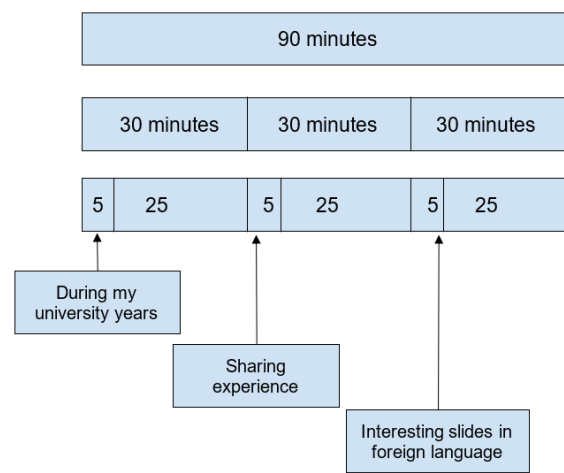 90 minutes
30 minutes 30 minutes 30 minutes
5 25 5 25 5 25
During my
university years
Sharing
experience
Interesting slides in
foreign language